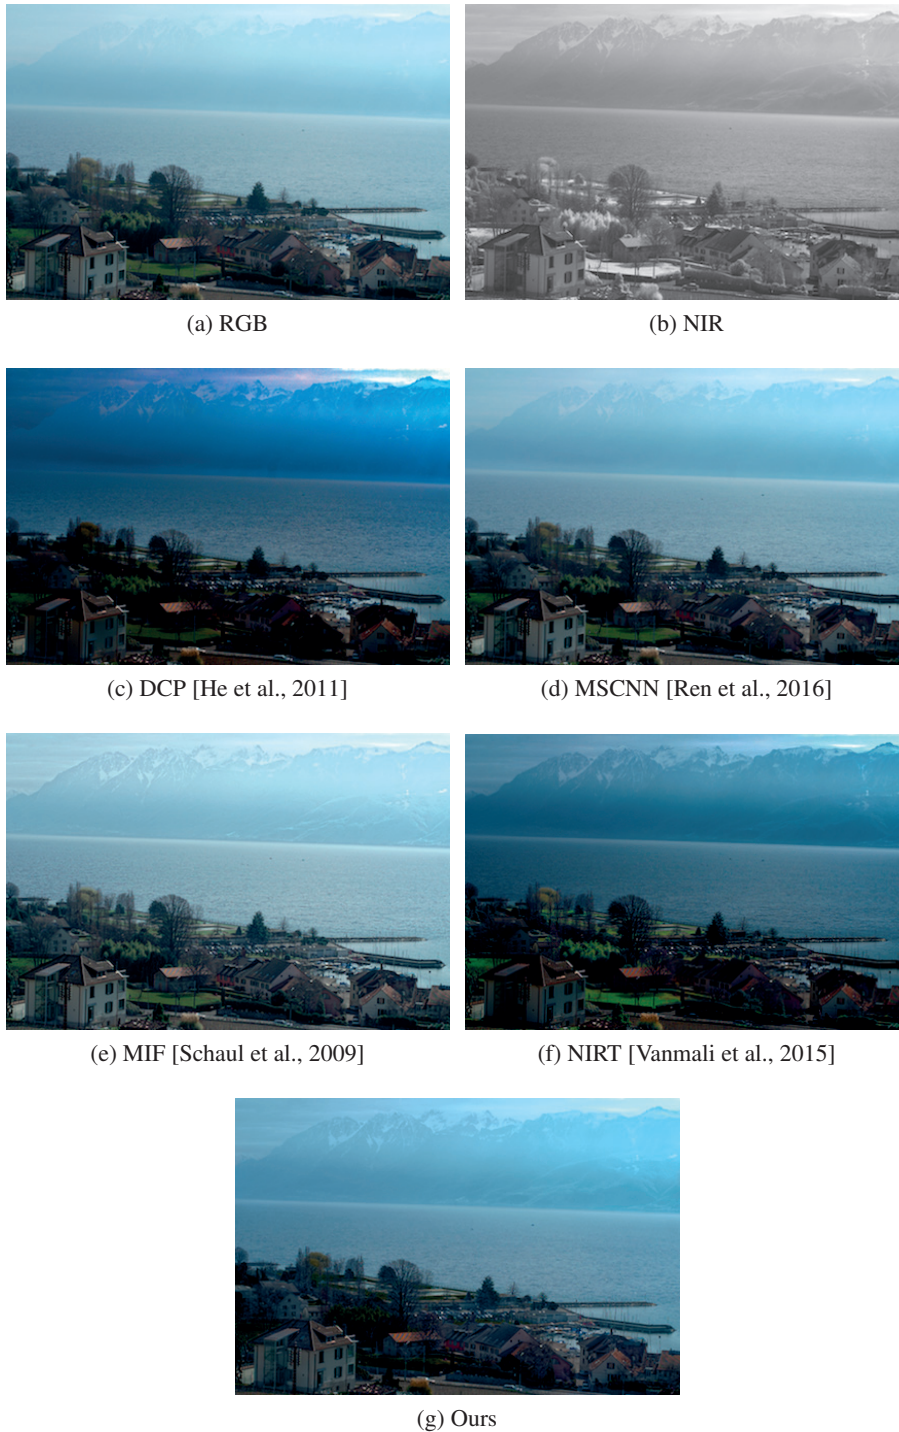 (a) RGB
(b) NIR
(c) DCP [He et al., 2011]
(d) MSCNN [Ren et al., 2016]
(e) MIF [Schaul et al., 2009]
(f) NIRT [Vanmali et al., 2015]
(g) Ours